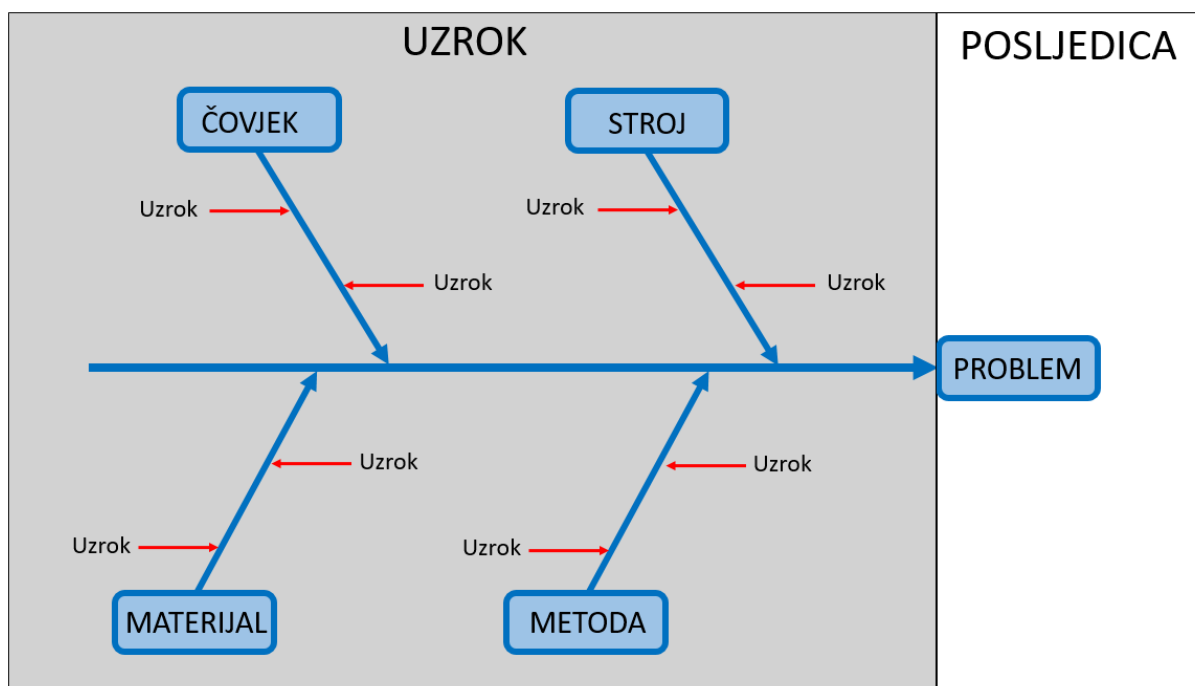 UZROK
POSLJEDICA
ČOVJEK
STROJ
Uzrok
Uzrok
Uzrok
Uzrok
PROBLEM
Uzrok
Uzrok
Uzrok
Uzrok
MATERIJAL
METODA